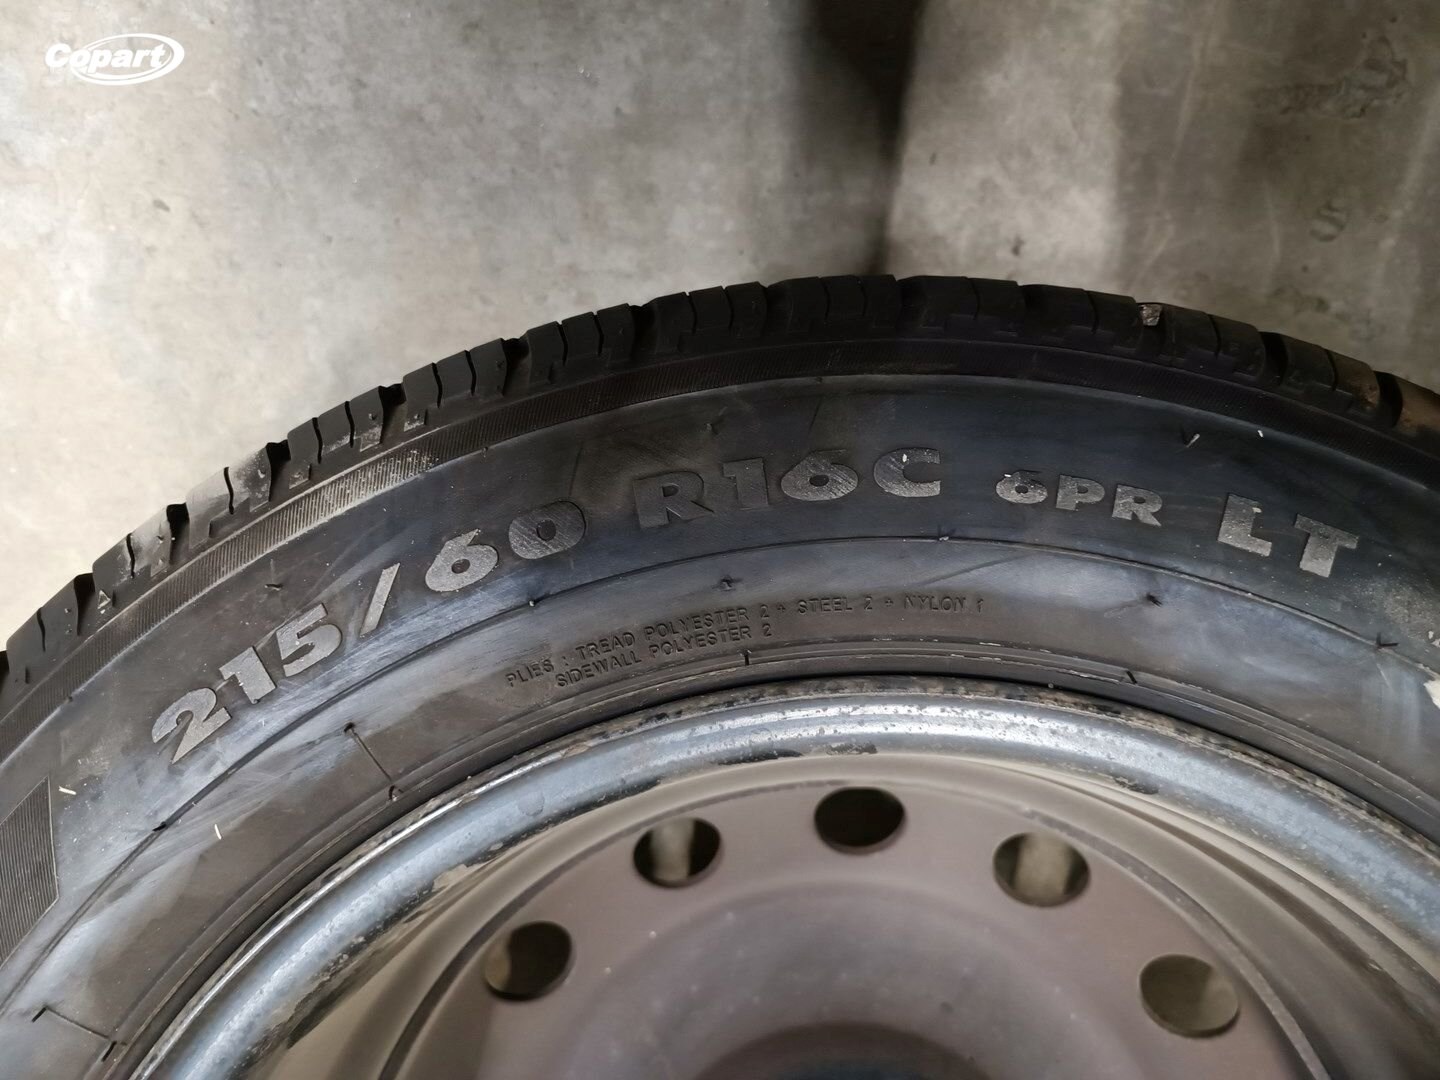 Copart
215/60 R16C 6PR LT
PLIES : TREAD POLYESTER 2 + STEEL 2 + NYLON 1
SIDEWALL POLYESTER 2